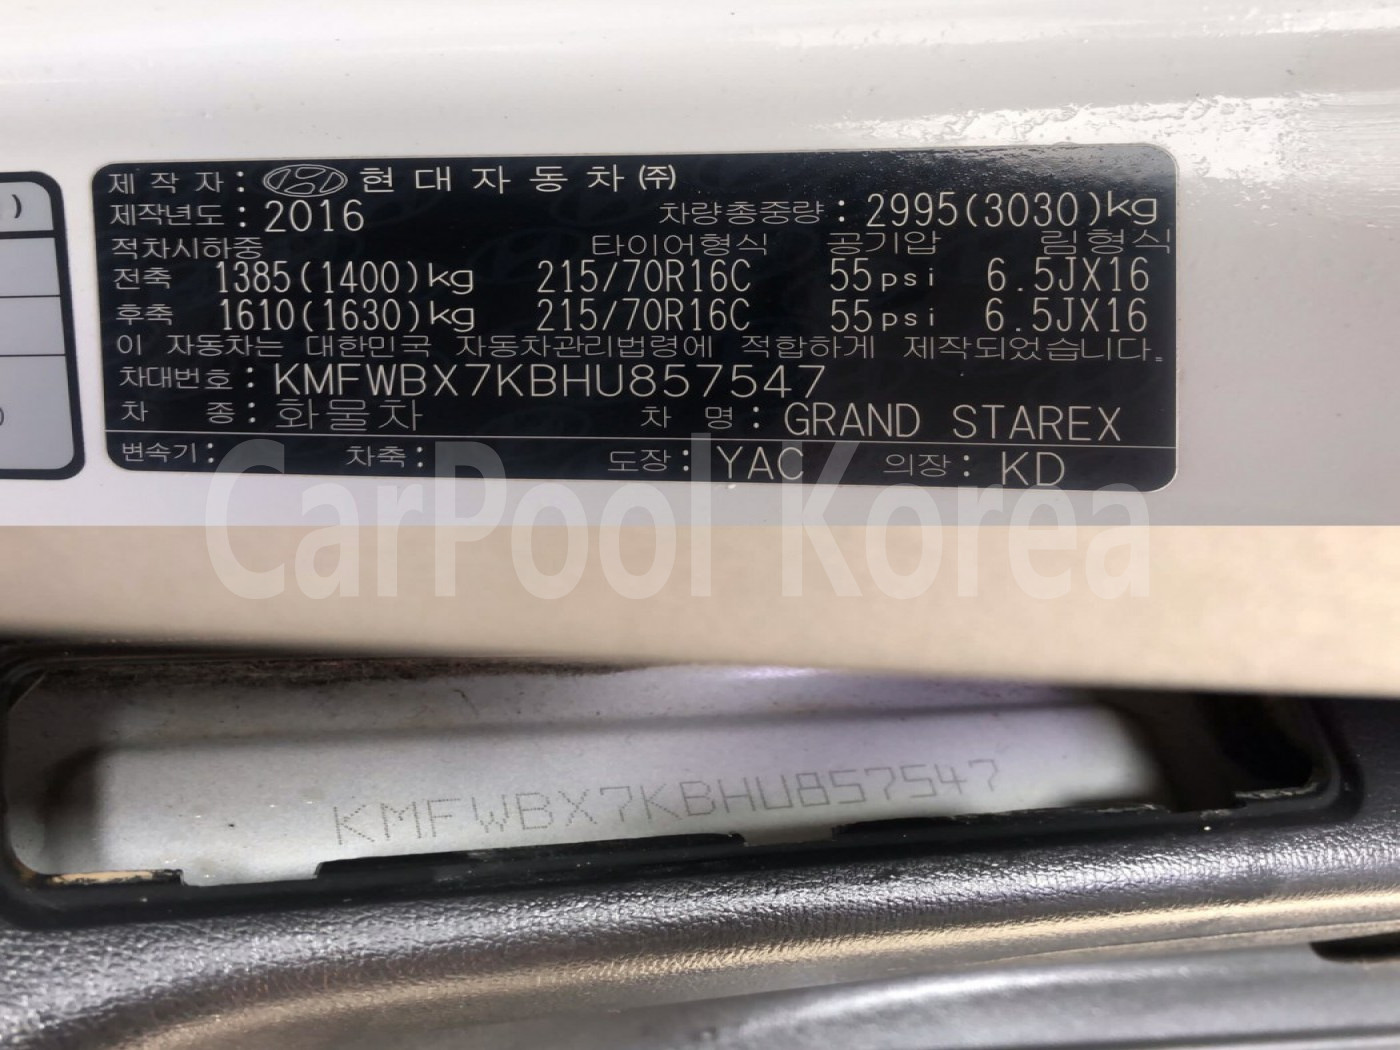 제 작 자 : 현 대 자 동 차 ㈜
제작년도 : 2016 차량총중량 : 2995(3030)kg
적차시하중 타이어형식 공기압 림형식
전축 1385(1400)kg 215/70R16C 55psi 6.5JX16
후축 1610(1630)kg 215/70R16C 55psi 6.5JX16
이 자동차는 대한민국 자동차관리법령에 적합하게 제작되었습니다.
차대번호 : KMFWBX7KBHU857547
차 종 : 화물차 차 명 : GRAND STAREX
변속기 : 차축 : 도장 : YAC 의장 : KD
CarPool Korea
KMFWBX7KBHU857547